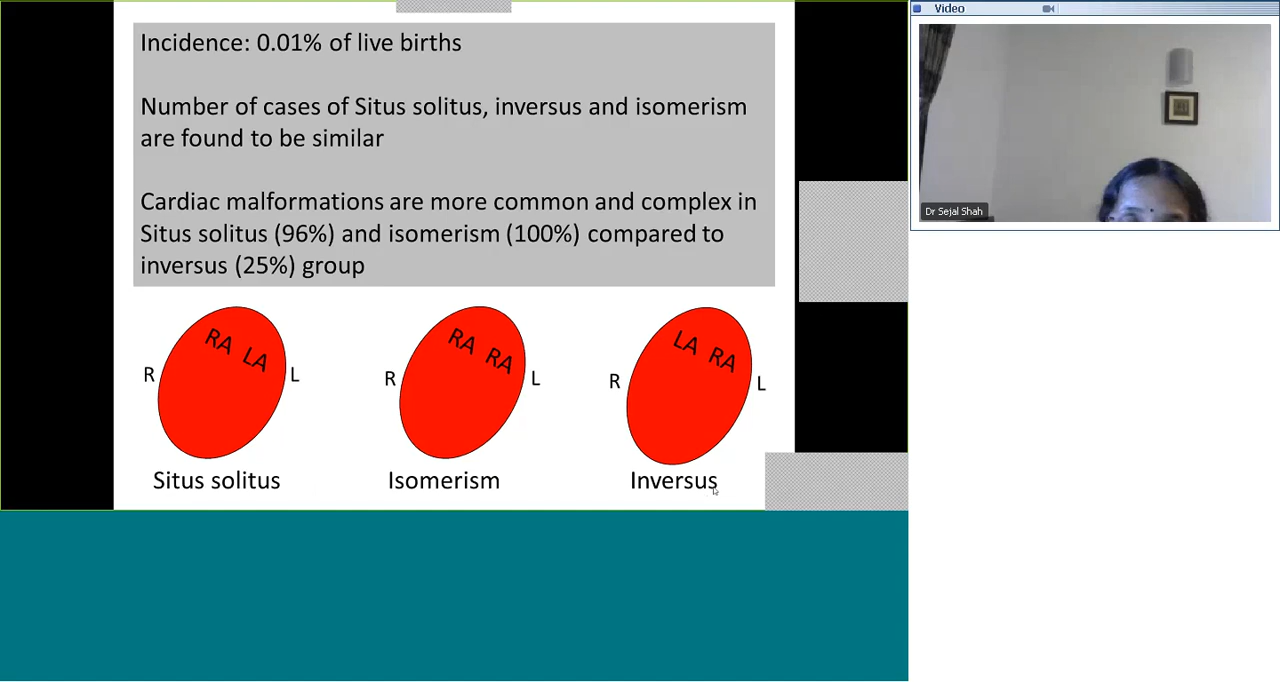 Incidence: 0.01% of live births
Number of cases of Situs solitus, inversus and isomerism
are found to be similar
Cardiac malformations are more common and complex in
Situs solitus (96%) and isomerism (100%) compared to
inversus (25%) group
R RA LA L
R RA RA L
R LA RA L
Situs solitus
Isomerism
Inversus
Video
Dr Sejal Shah